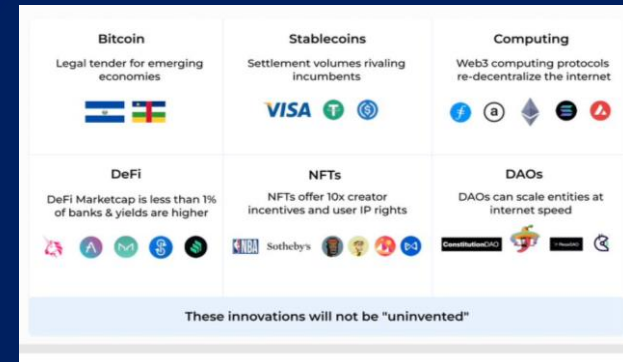 Bitcoin
Legal tender for emerging
economies
Stablecoins
Settlement volumes rivaling
incumbents
VISA
Computing
Web3 computing protocols
re-decentralize the internet
a
DeFi
DeFi Marketcap is less than 1%
of banks & yields are higher
NFTs
NFTs offer 10x creator
incentives and user IP rights
NBA
Sotheby's
DAOs
DAOs can scale entities at
internet speed
ConstitutionDAO
These innovations will not be "uninvented"